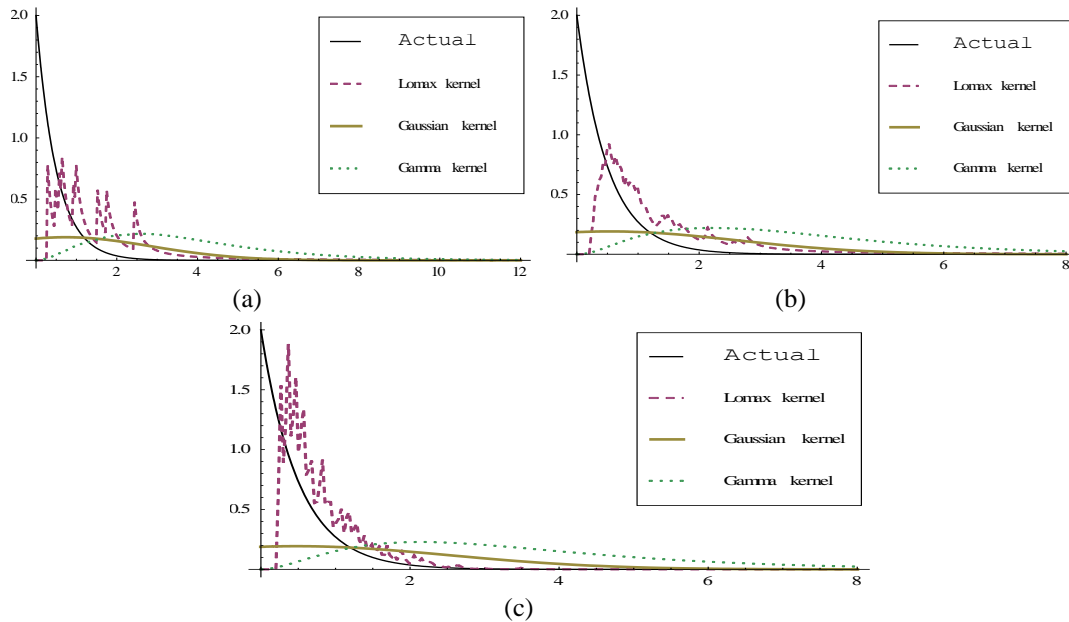 2.0
1.5
1.0
0.5
2 4 6 8 10 12
Actual
Lomax kernel
Gaussian kernel
Gamma kernel
(a)
2.0
1.5
1.0
0.5
2 4 6 8
Actual
Lomax kernel
Gaussian kernel
Gamma kernel
(b)
2.0
1.5
1.0
0.5
2 4 6 8
Actual
Lomax kernel
Gaussian kernel
Gamma kernel
(c)